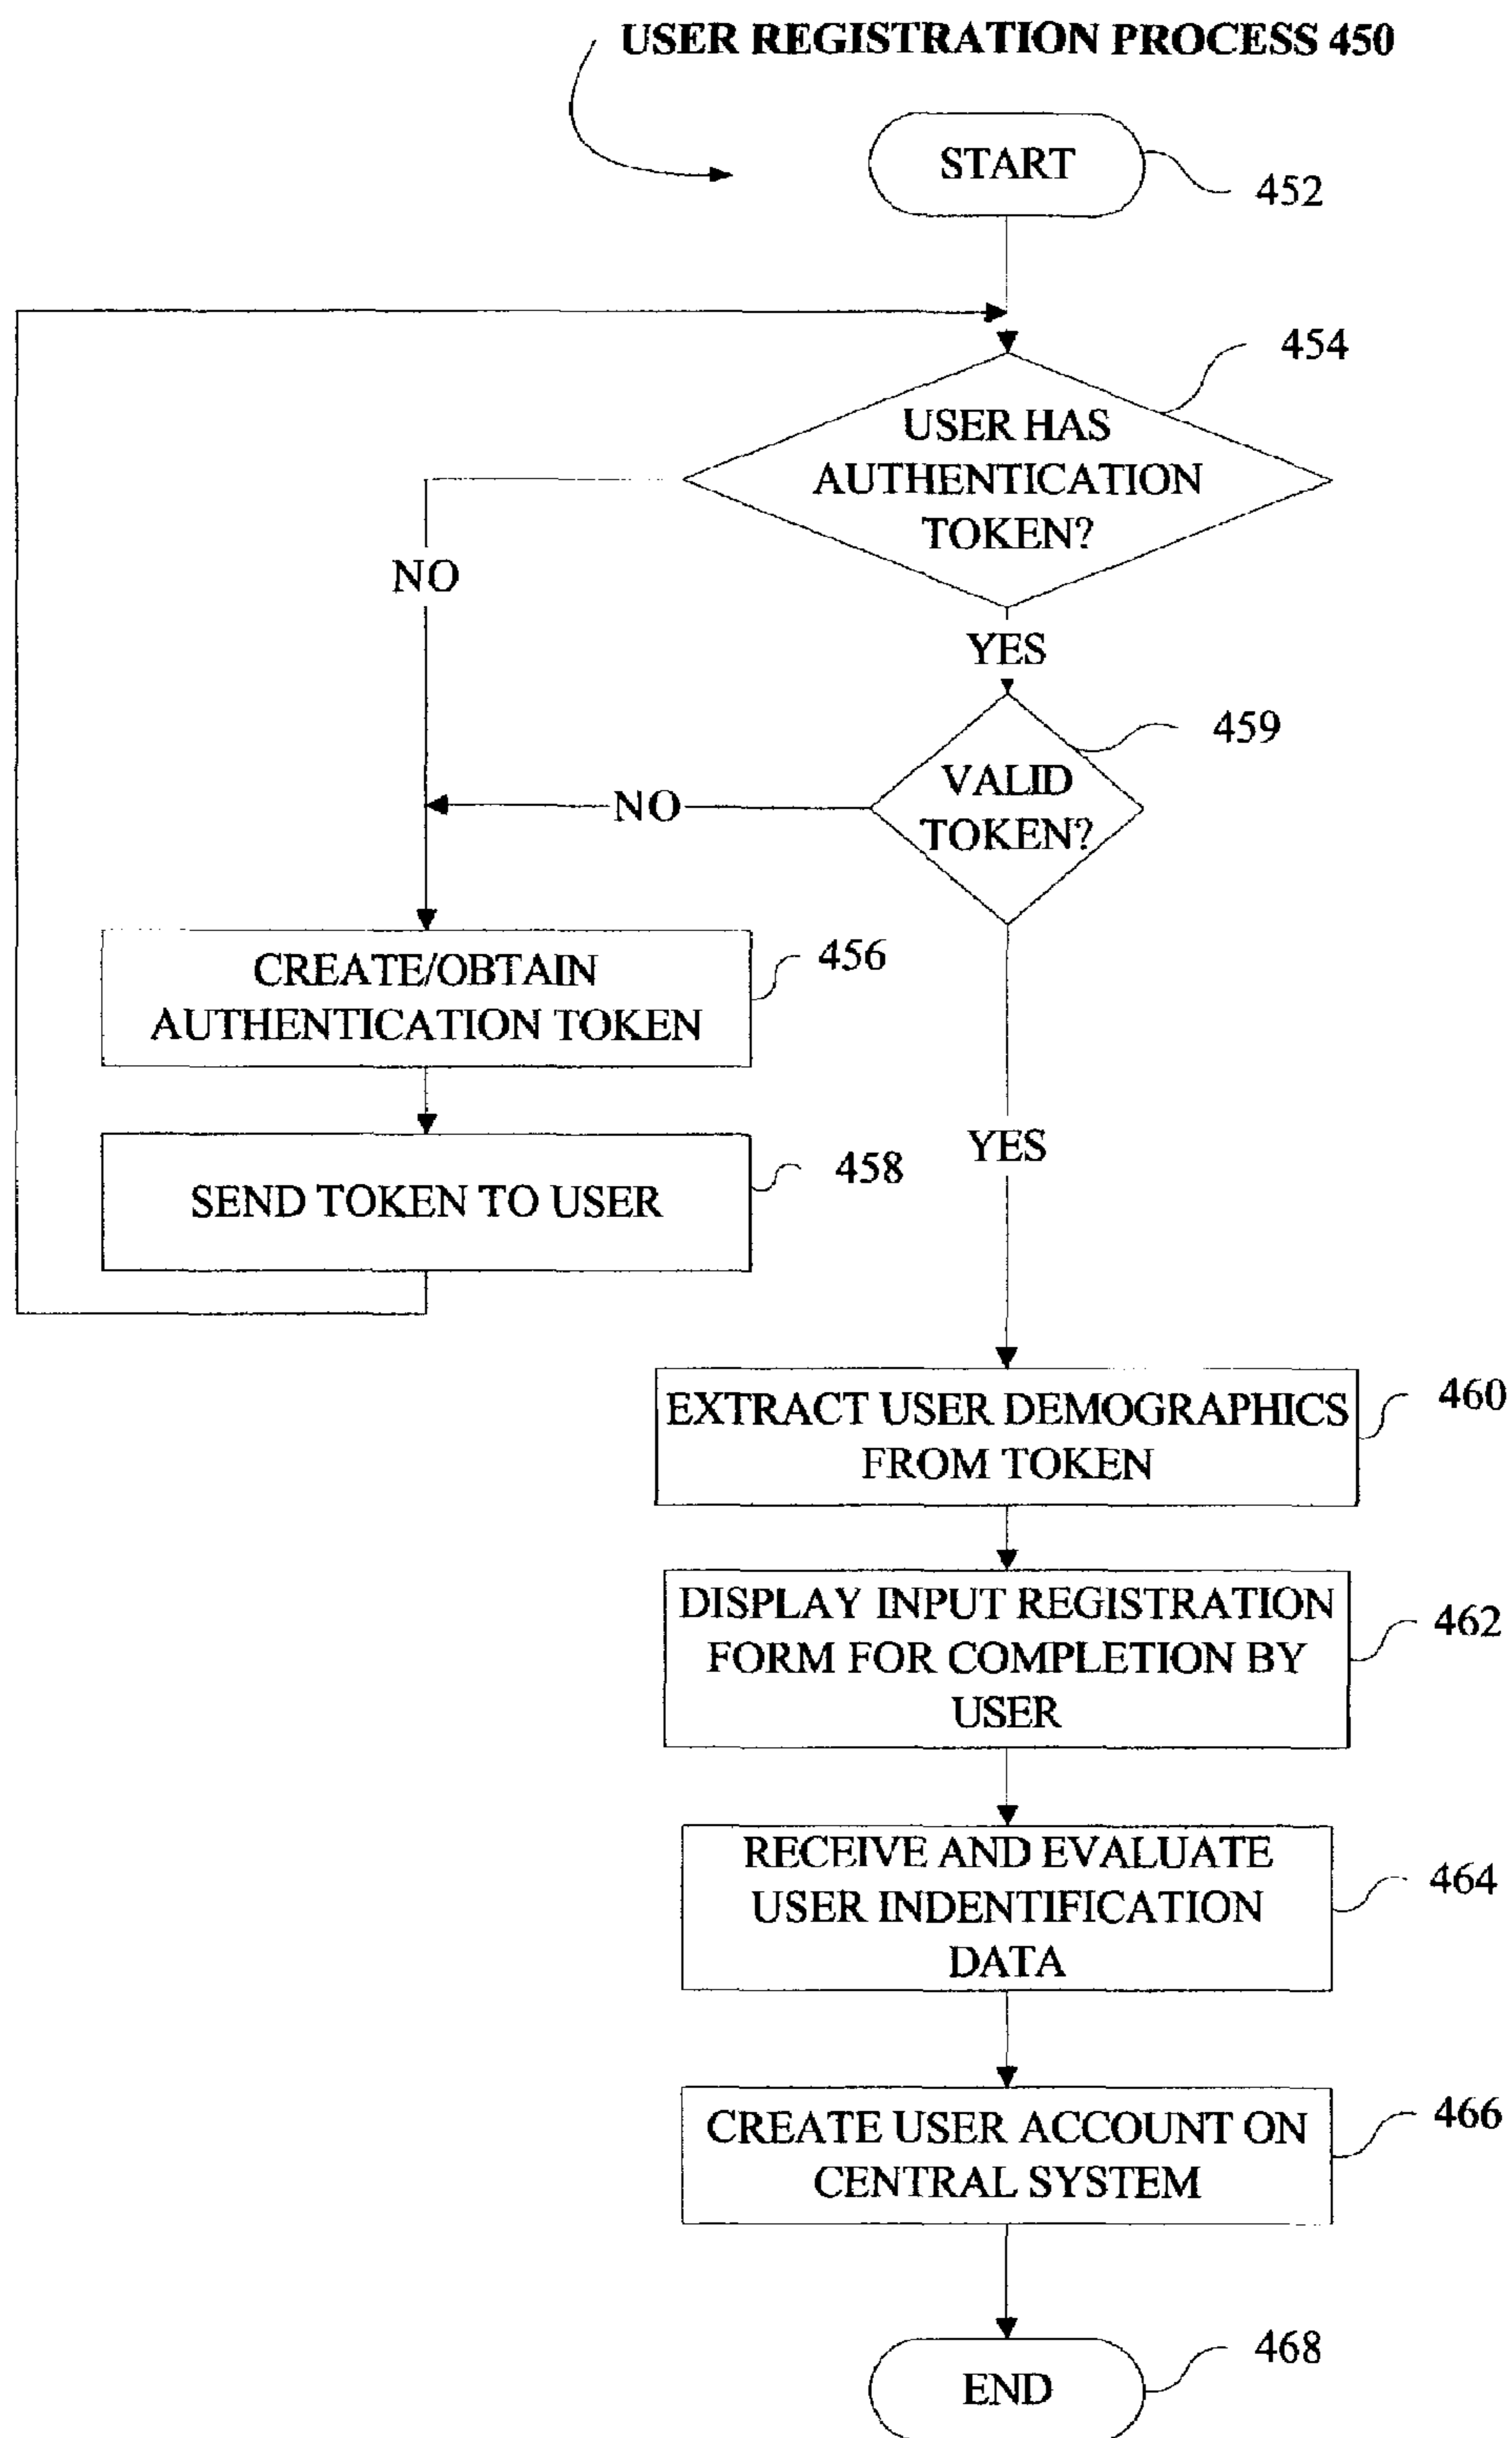 USER REGISTRATION PROCESS 450
START
452
454
USER HAS
AUTHENTICATION
TOKEN?
NO
YES
459
VALID
TOKEN?
NO
CREATE/OBTAIN
AUTHENTICATION TOKEN
456
SEND TOKEN TO USER
458
YES
EXTRACT USER DEMOGRAPHICS
FROM TOKEN
460
DISPLAY INPUT REGISTRATION
FORM FOR COMPLETION BY
USER
462
RECEIVE AND EVALUATE
USER INDENTIFICATION
DATA
464
CREATE USER ACCOUNT ON
CENTRAL SYSTEM
466
END
468